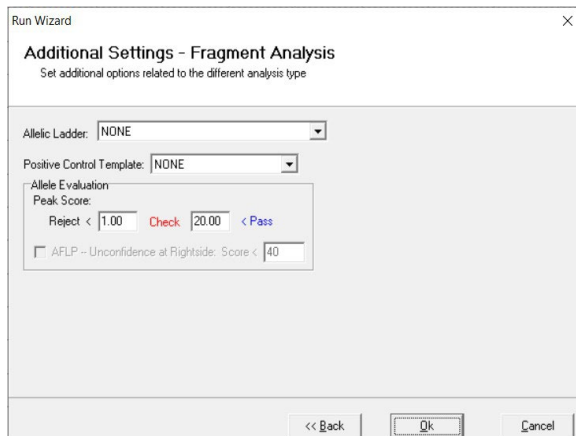 Run Wizard
Additional Settings - Fragment Analysis
Set additional options related to the different analysis type
Allelic Ladder: NONE
Positive Control Template: NONE
Allele Evaluation
Peak Score:
Reject < 1.00 Check 20.00 < Pass
AFLP - Unconfidence at Rightside: Score < 40
<< Back Ok Cancel